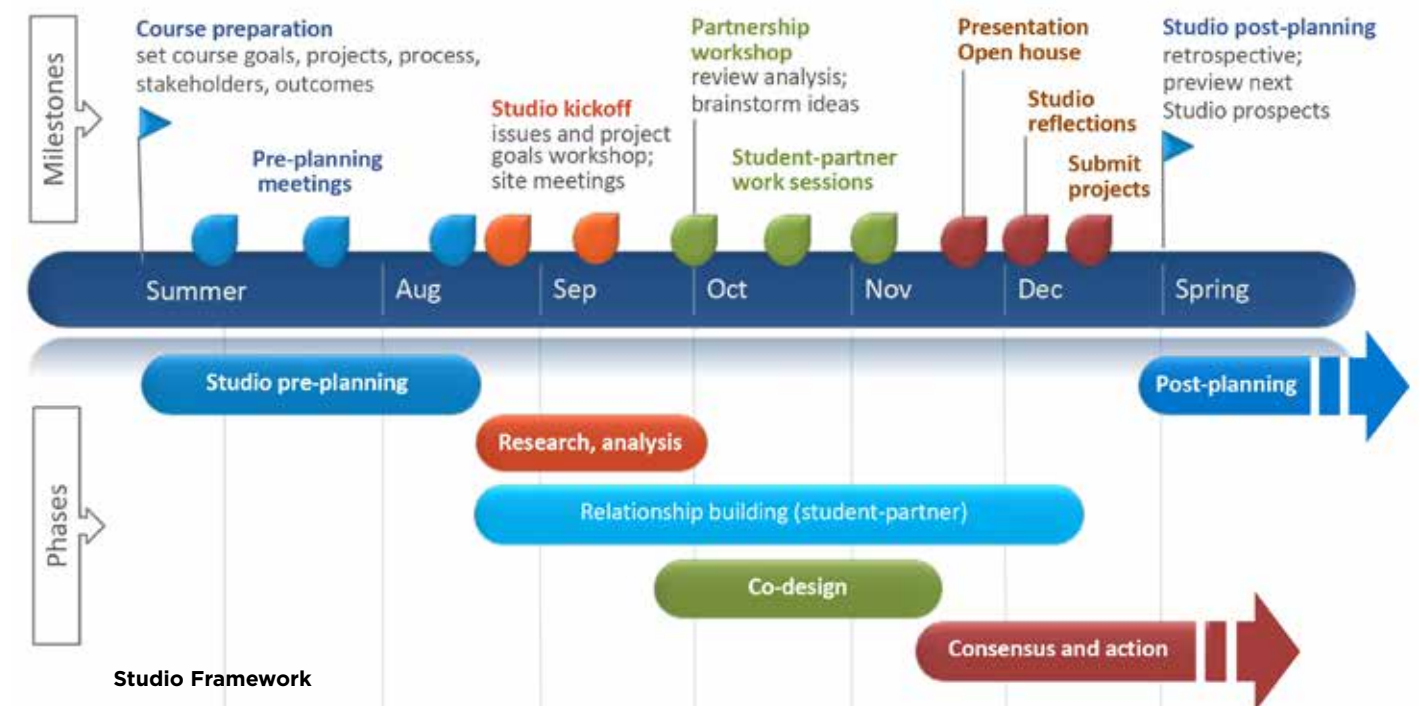 Milestones
Course preparation
set course goals, projects, process,
stakeholders, outcomes
Pre-planning
meetings
Studio kickoff
issues and project
goals workshop;
site meetings
Partnership
workshop
review analysis;
brainstorm ideas
Student-partner
work sessions
Presentation
Open house
Studio
reflections
Submit
projects
Studio post-planning
retrospective;
preview next
Studio prospects
Summer
Aug
Sep
Oct
Nov
Dec
Spring
Phases
Studio pre-planning
Post-planning
Research, analysis
Relationship building (student-partner)
Co-design
Consensus and action
Studio Framework